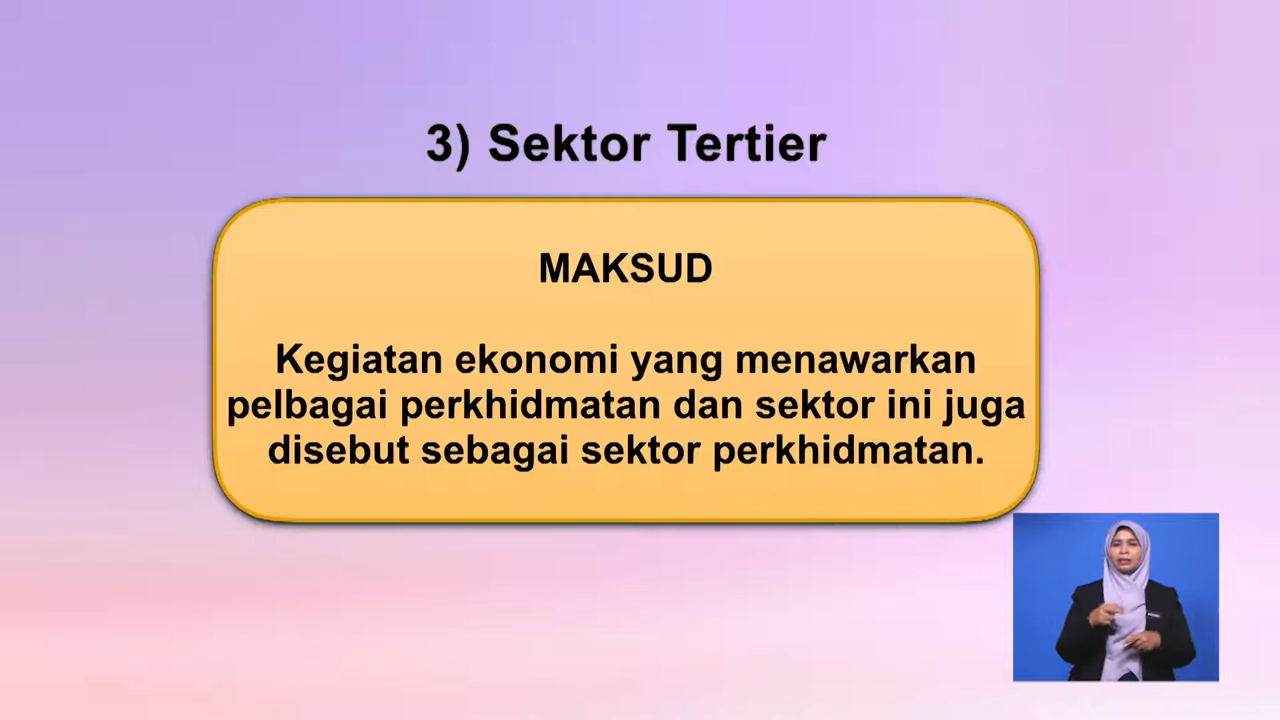 3) Sektor Tertier
MAKSUD
Kegiatan ekonomi yang menawarkan
pelbagai perkhidmatan dan sektor ini juga
disebut sebagai sektor perkhidmatan.